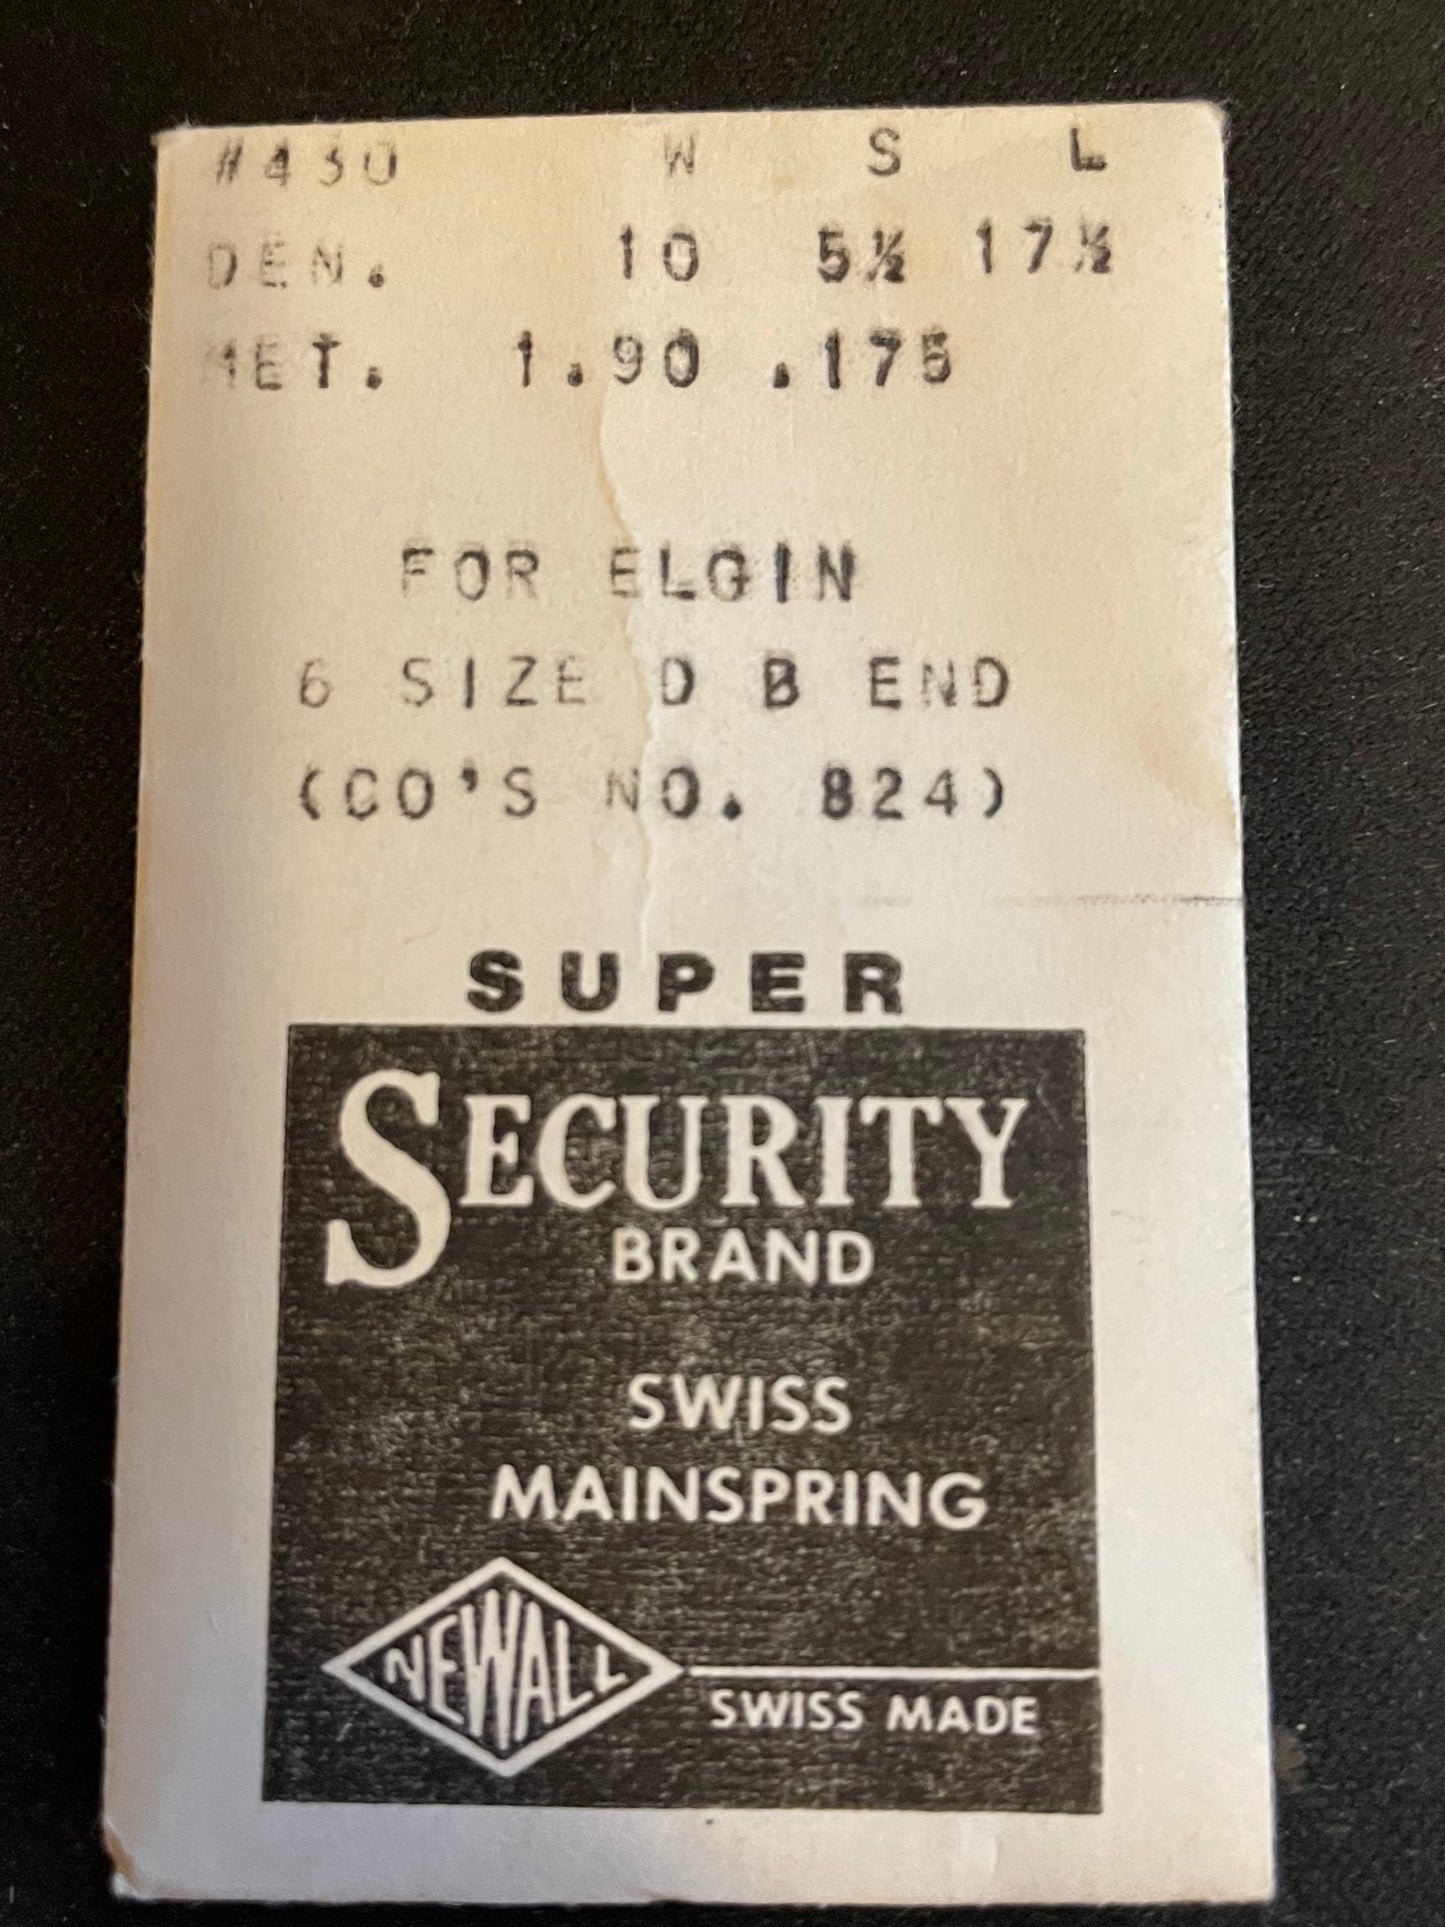 #430 W S L
DEN. 10 5½ 17½
MET. 1.90 .175
FOR ELGIN
6 SIZE D B END
(CO'S NO. 824)
SUPER
SECURITY
BRAND
SWISS
MAINSPRING
NEWALL
SWISS MADE